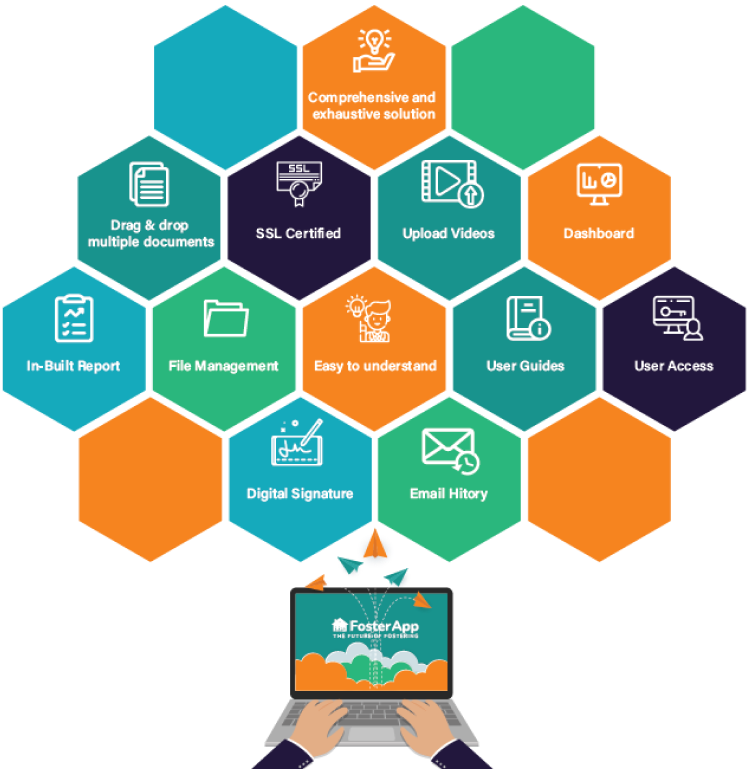 Comprehensive and
exhaustive solution
Drag & drop
multiple documents
SSL
SSL Certified
Upload Videos
Dashboard
In-Built Report
File Management
Easy to understand
User Guides
User Access
Digital Signature
Email Hitory
FosterApp
THE FUTURE OF FOSTERING